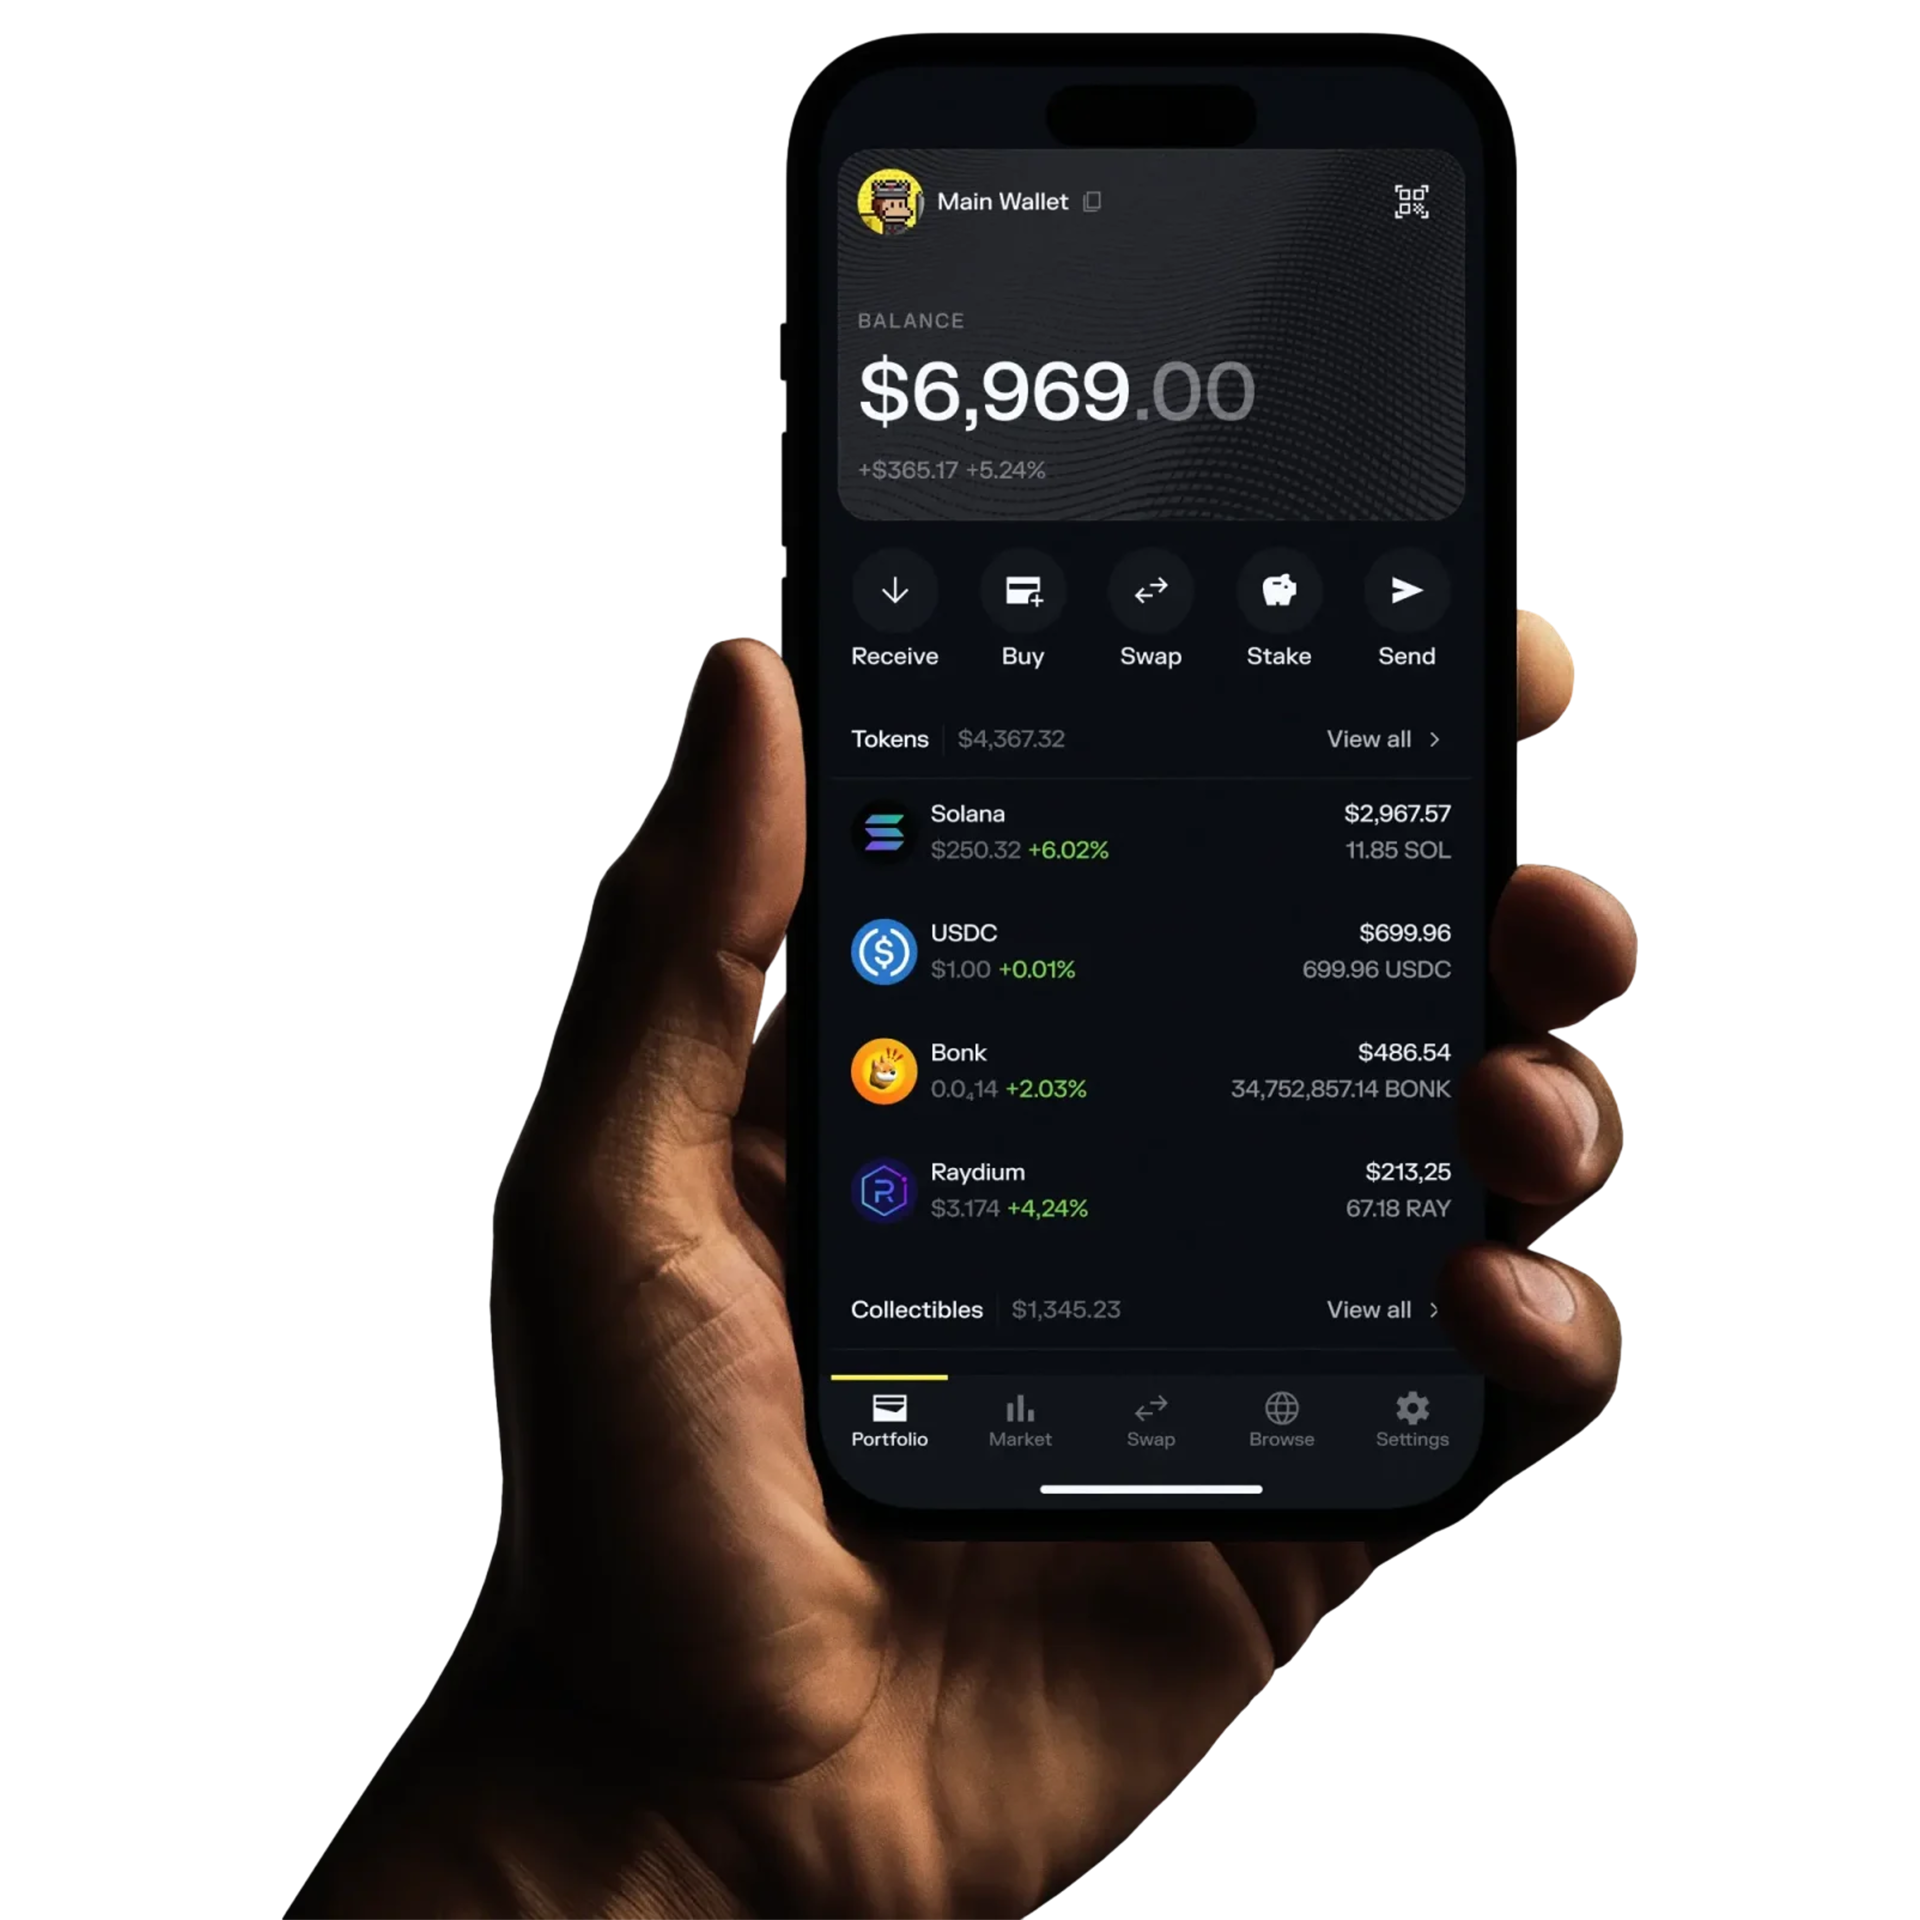 Main Wallet
BALANCE
$6,969.00
+$365.17 +5.24%
Receive Buy Swap Stake Send
Tokens $4,367.32 View all
Solana $2,967.57
$250.32 +6.02% 11.85 SOL
USDC $699.96
$1.00 +0.01% 699.96 USDC
Bonk $486.54
0.0₄14 +2.03% 34,752,857.14 BONK
Raydium $213,25
$3.174 +4,24% 67.18 RAY
Collectibles $1,345.23 View all
Portfolio Market Swap Browse Settings